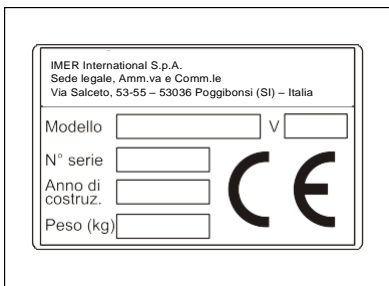 IMER International S.p.A.
Sede legale, Amm.va e Comm.le
Via Salceto, 53-55 – 53036 Poggibonsi (SI) – Italia
Modello V
N° serie
Anno di
costruz.
Peso (kg)
CE